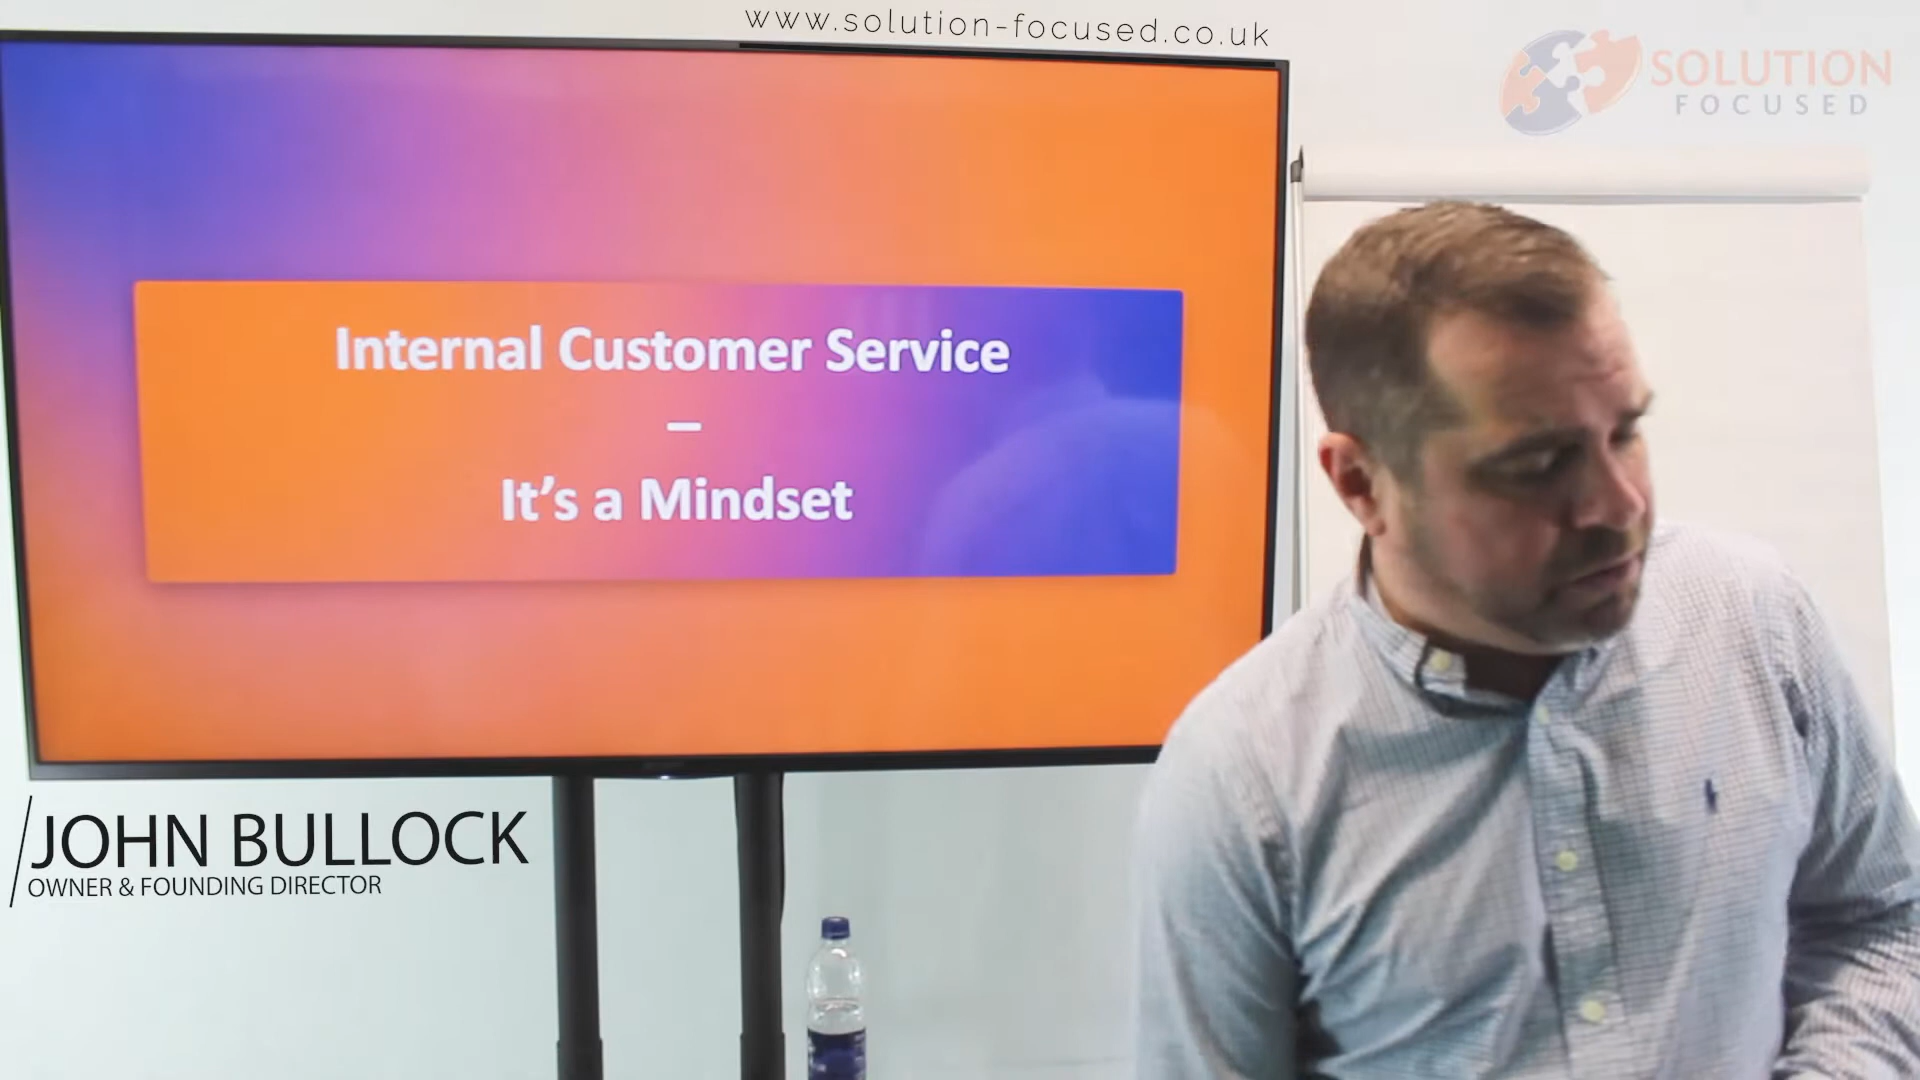 www.solution-focused.co.uk
SOLUTION
FOCUSED
Internal Customer Service
–
It's a Mindset
JOHN BULLOCK
OWNER & FOUNDING DIRECTOR